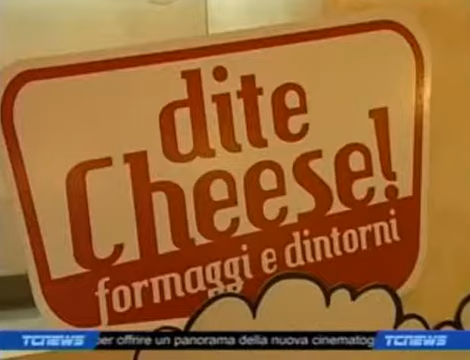 dite
Cheese!
formaggi e dintorni
TCNEWS per offrire un panorama della nuova cinematog TCNEWS